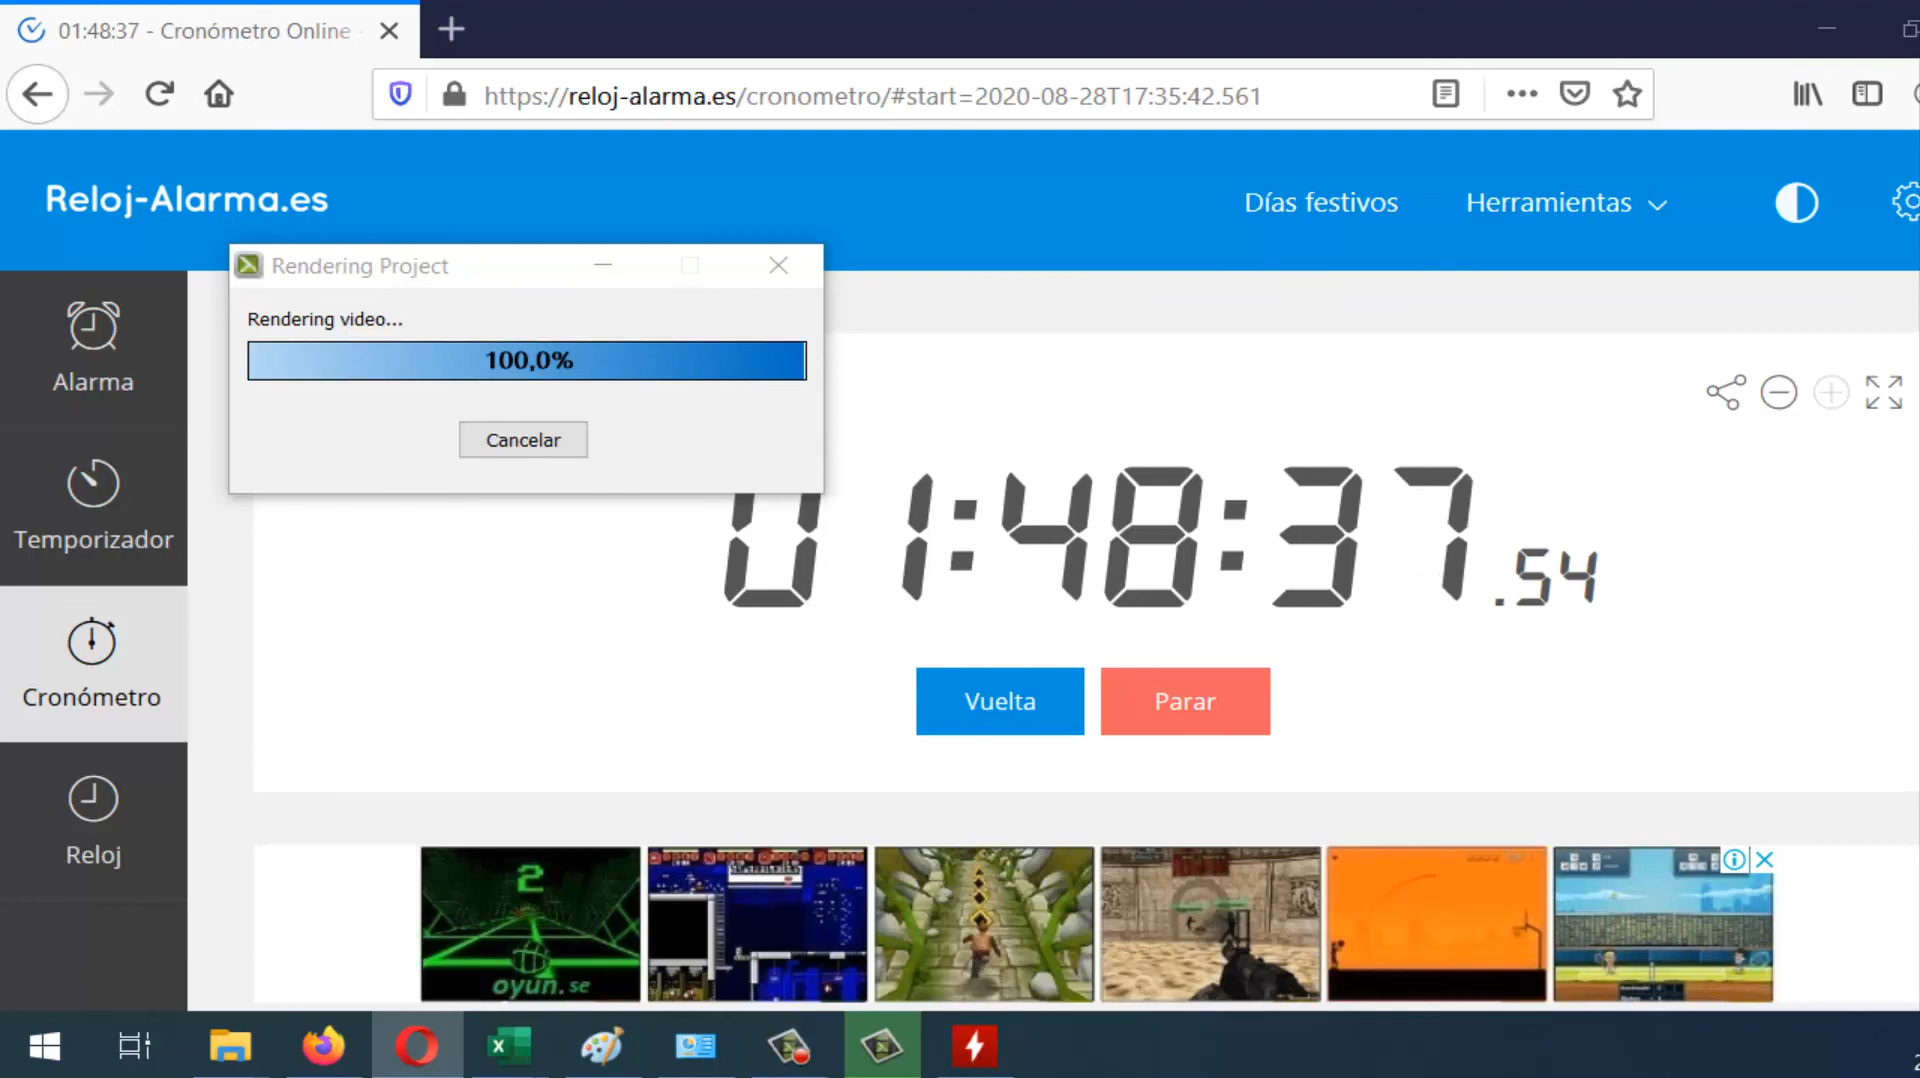 01:48:37 - Cronómetro Online
https://reloj-alarma.es/cronometro/#start=2020-08-28T17:35:42.561
Reloj-Alarma.es
Días festivos
Herramientas
Rendering Project
Rendering video...
100,0%
Cancelar
Alarma
Temporizador
Cronómetro
Reloj
01:48:37.54
Vuelta
Parar
2
oyun.se